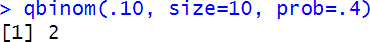 > qbinom(.10, size=10, prob=.4)
[1] 2